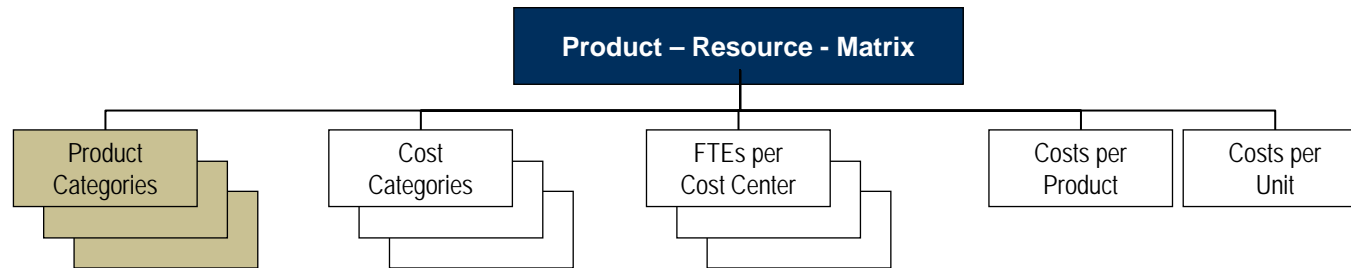 Product – Resource - Matrix
Product
Categories
Cost
Categories
FTEs per
Cost Center
Costs per
Product
Costs per
Unit